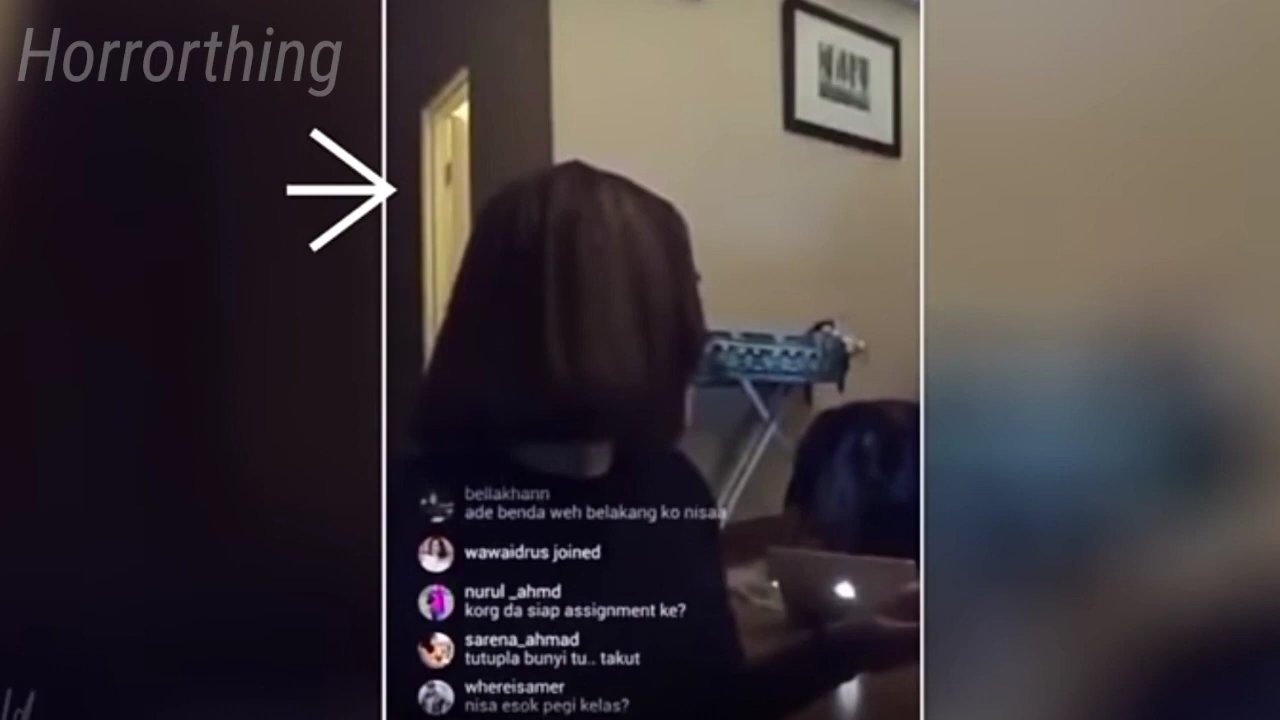 Horrorthing
bellakhann
ade benda weh belakang ko nisaa
wawaidrus joined
nurul _ahmd
korg da siap assignment ke?
sarena_ahmad
tutupla bunyi tu.. takut
whereisamer
nisa esok pegi kelas?